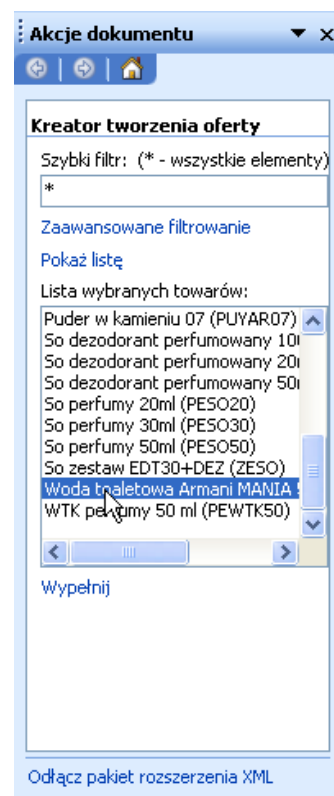 Akcje dokumentu
Kreator tworzenia oferty
Szybki filtr: (* - wszystkie elementy)
*
Zaawansowane filtrowanie
Pokaż listę
Lista wybranych towarów:
Puder w kamieniu 07 (PUYAR07)
So dezodorant perfumowany 10
So dezodorant perfumowany 20
So dezodorant perfumowany 50
So perfumy 20ml (PESO20)
So perfumy 30ml (PESO30)
So perfumy 50ml (PESO50)
So zestaw EDT30+DEZ (ZESO)
Woda toaletowa Armani MANIA
WTK perfumy 50 ml (PEWTK50)
Wypełnij
Odłącz pakiet rozszerzenia XML